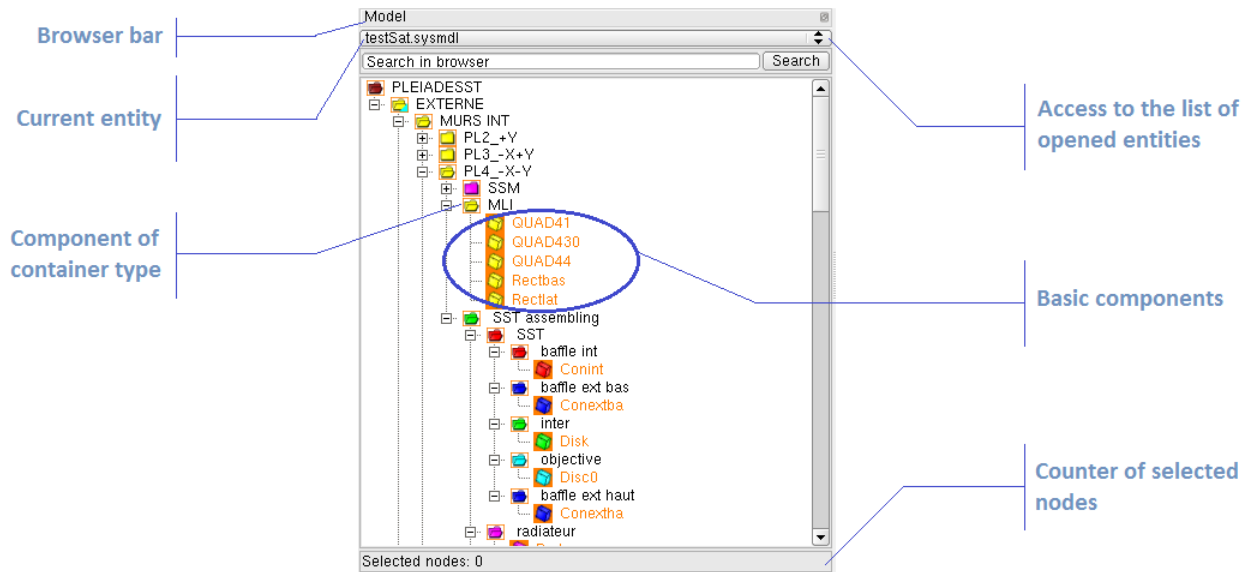 Model
Browser bar
testSat.sysmdl
Search in browser
Search
PLEIADESST
EXTERNE
Current entity
Access to the list of
opened entities
MURS INT
PL2_+Y
PL3_-X+Y
PL4_-X-Y
SSM
MLI
QUAD41
QUAD430
QUAD44
Rectbas
Rectlat
Component of
container type
Basic components
SST assembling
SST
baffle int
Conint
baffle ext bas
Conextba
inter
Disk
objective
Disc0
baffle ext haut
Conextha
Counter of selected
nodes
radiateur
Selected nodes: 0